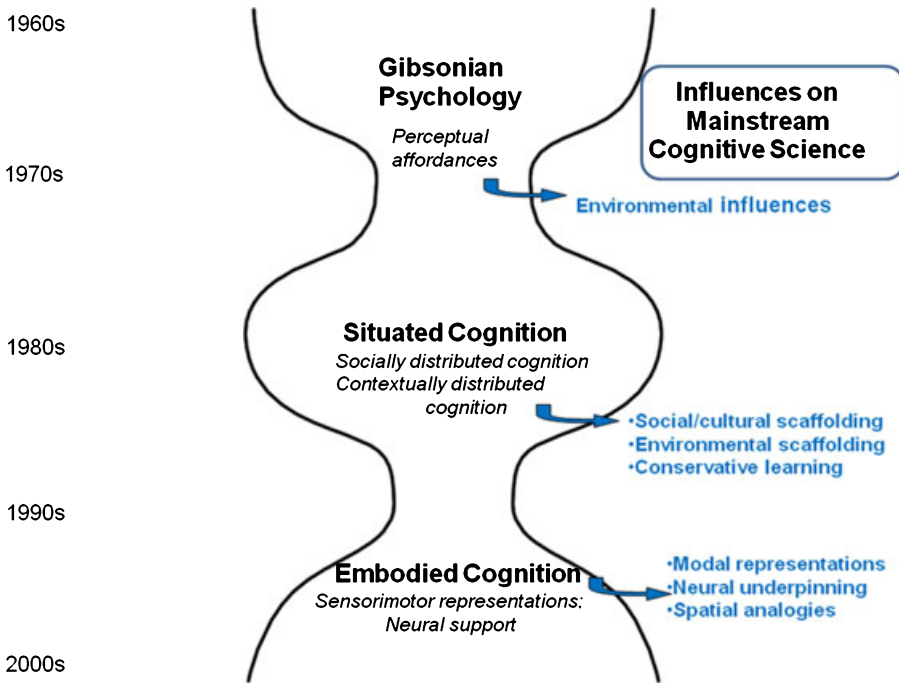 1960s
Gibsonian
Psychology
Perceptual
affordances
Influences on
Mainstream
Cognitive Science
1970s
Environmental influences
1980s
Situated Cognition
Socially distributed cognition
Contextually distributed
cognition
•Social/cultural scaffolding
•Environmental scaffolding
•Conservative learning
1990s
Embodied Cognition
Sensorimotor representations:
Neural support
•Modal representations
•Neural underpinning
•Spatial analogies
2000s